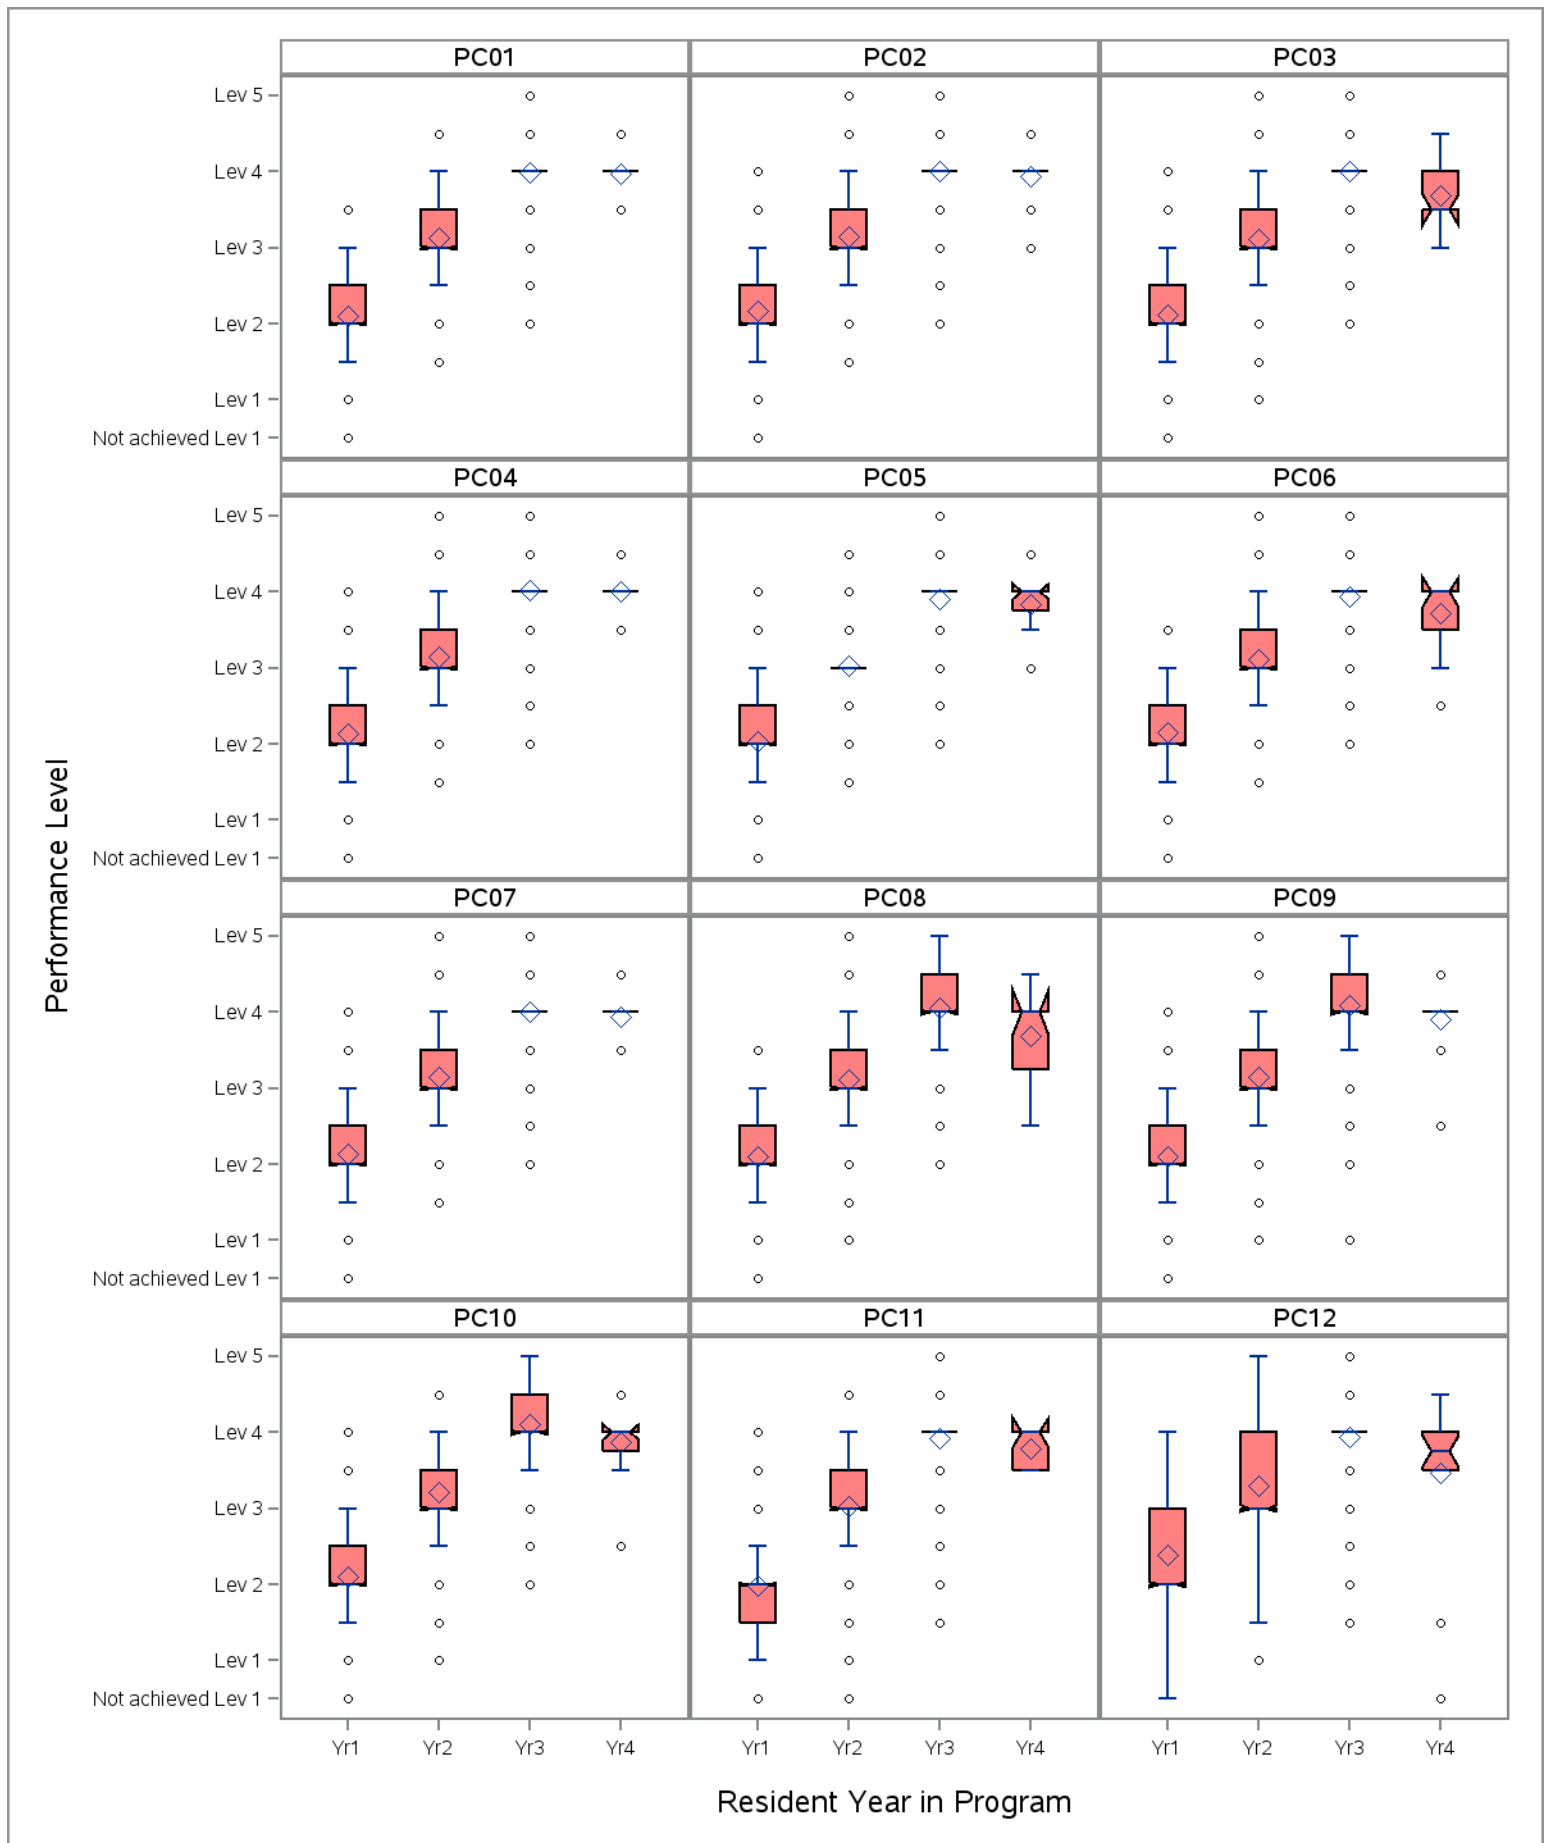 PC01 PC02 PC03
Lev 5
Lev 4
Lev 3
Lev 2
Lev 1
Not achieved Lev 1
PC04 PC05 PC06
Lev 5
Lev 4
Lev 3
Lev 2
Lev 1
Not achieved Lev 1
Performance Level
PC07 PC08 PC09
Lev 5
Lev 4
Lev 3
Lev 2
Lev 1
Not achieved Lev 1
PC10 PC11 PC12
Lev 5
Lev 4
Lev 3
Lev 2
Lev 1
Not achieved Lev 1
Yr1 Yr2 Yr3 Yr4 Yr1 Yr2 Yr3 Yr4 Yr1 Yr2 Yr3 Yr4
Resident Year in Program